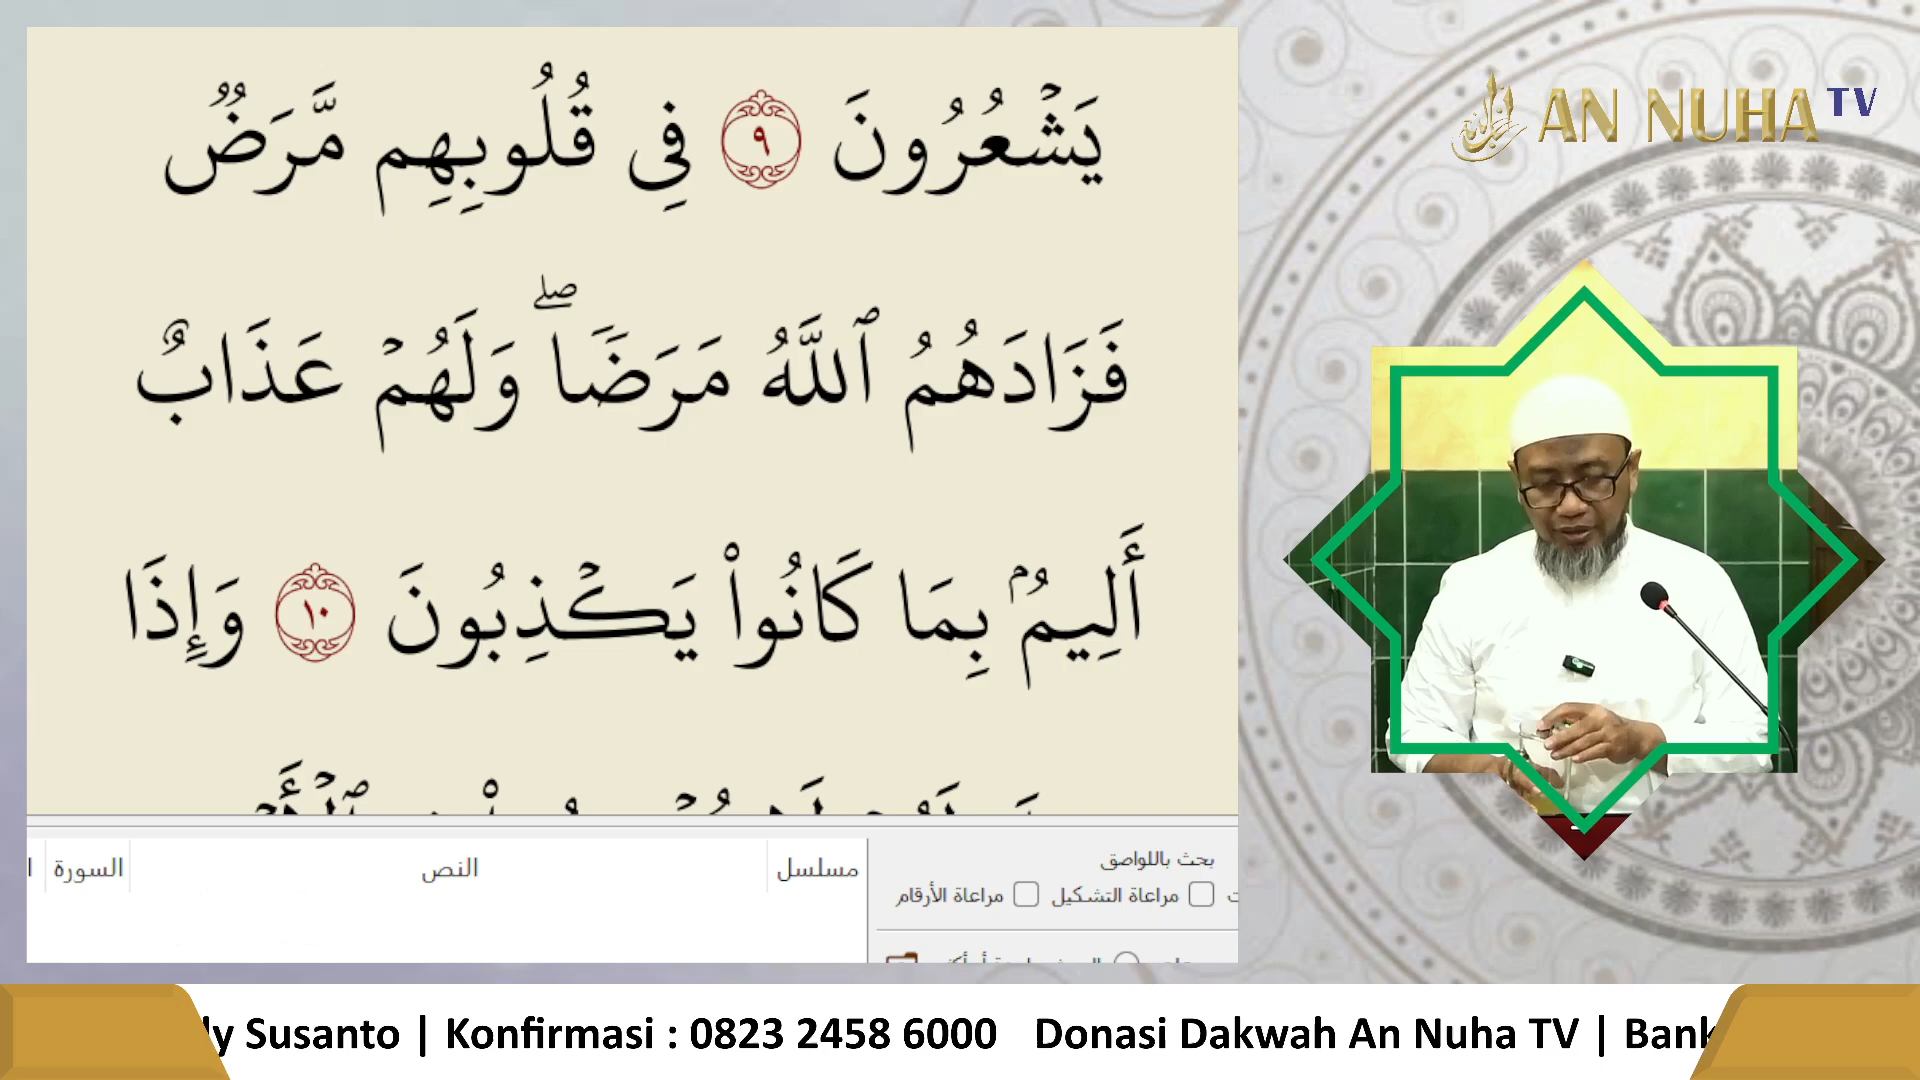 يَشۡعُرُونَ ٩ فِي قُلُوبِهِم مَّرَضٞ
فَزَادَهُمُ ٱللَّهُ مَرَضٗاۖ وَلَهُمۡ عَذَابٌ
أَلِيمُۢ بِمَا كَانُواْ يَكۡذِبُونَ ١٠ وَإِذَا
AN NUHA TV
السورة النص مسلسل
بحث باللواصق
مراعاة التشكيل مراعاة الأرقام
Susanto | Konfirmasi : 0823 2458 6000 Donasi Dakwah An Nuha TV | Bank